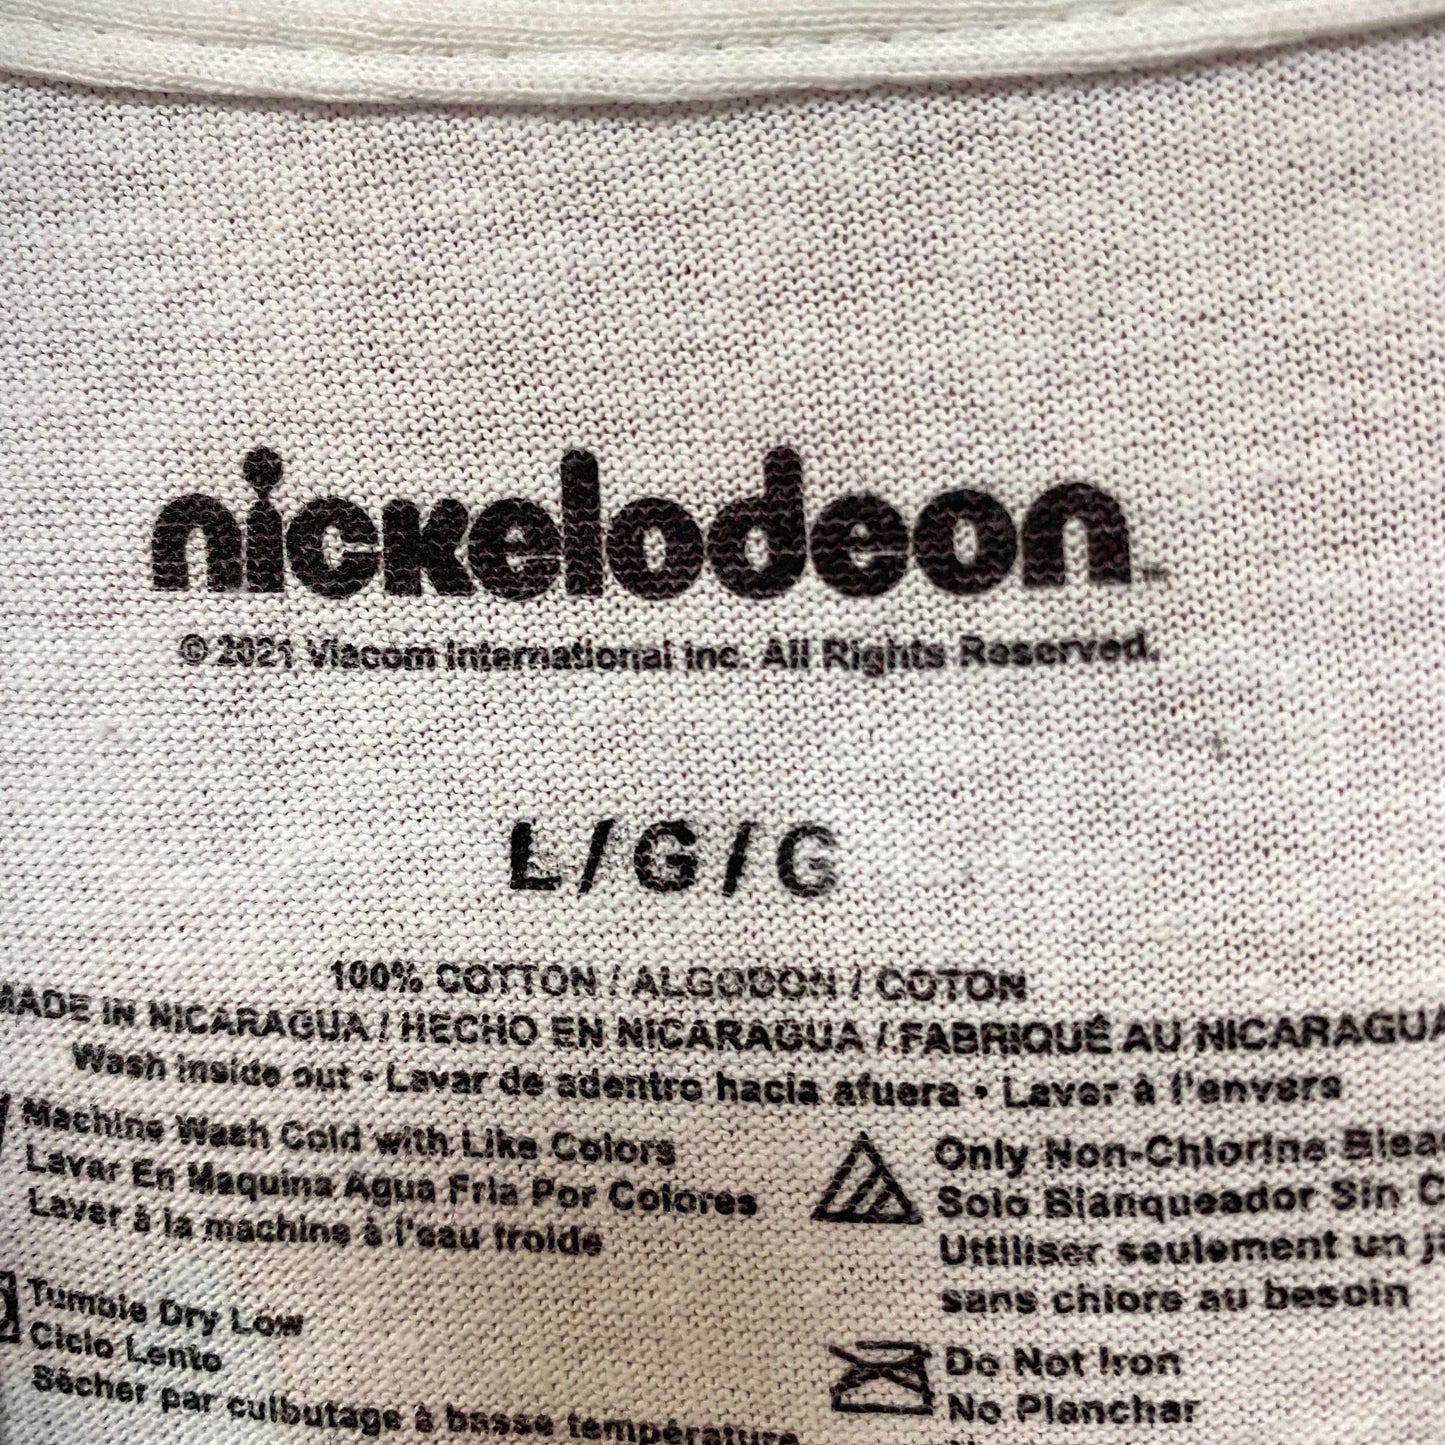 nickelodeon™
© 2021 Viacom International Inc. All Rights Reserved.
L/G/G
100% COTTON / ALGODON / COTON
MADE IN NICARAGUA / HECHO EN NICARAGUA / FABRIQUÉ AU NICARAGUA
Wash inside out • Lavar de adentro hacia afuera • Laver à l'envers
Machine Wash Cold with Like Colors
Lavar En Maquina Agua Fria Por Colores
Laver à la machine à l'eau froide
Tumble Dry Low
Ciclo Lento
Sècher par culbutage à basse température
Only Non-Chlorine
Solo Blanqueador Sin
Uttiliser seulement un
sans chlore au besoin
Do Not Iron
No Planchar